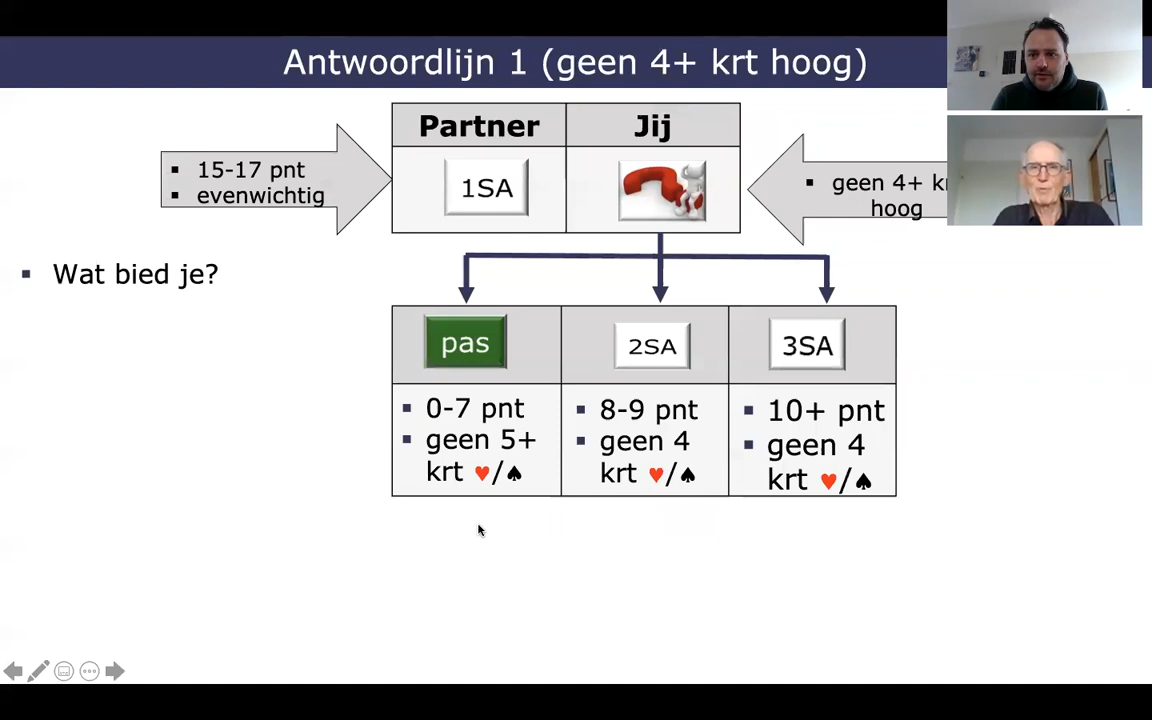 Antwoordlijn 1 (geen 4+ krt hoog)
Partner
Jij
▪ 15-17 pnt
▪ evenwichtig
1SA
▪ geen 4+
hoog
▪ Wat bied je?
pas
2SA
3SA
▪ 0-7 pnt
▪ geen 5+
krt ♥/♠
▪ 8-9 pnt
▪ geen 4
krt ♥/♠
▪ 10+ pnt
▪ geen 4
krt ♥/♠